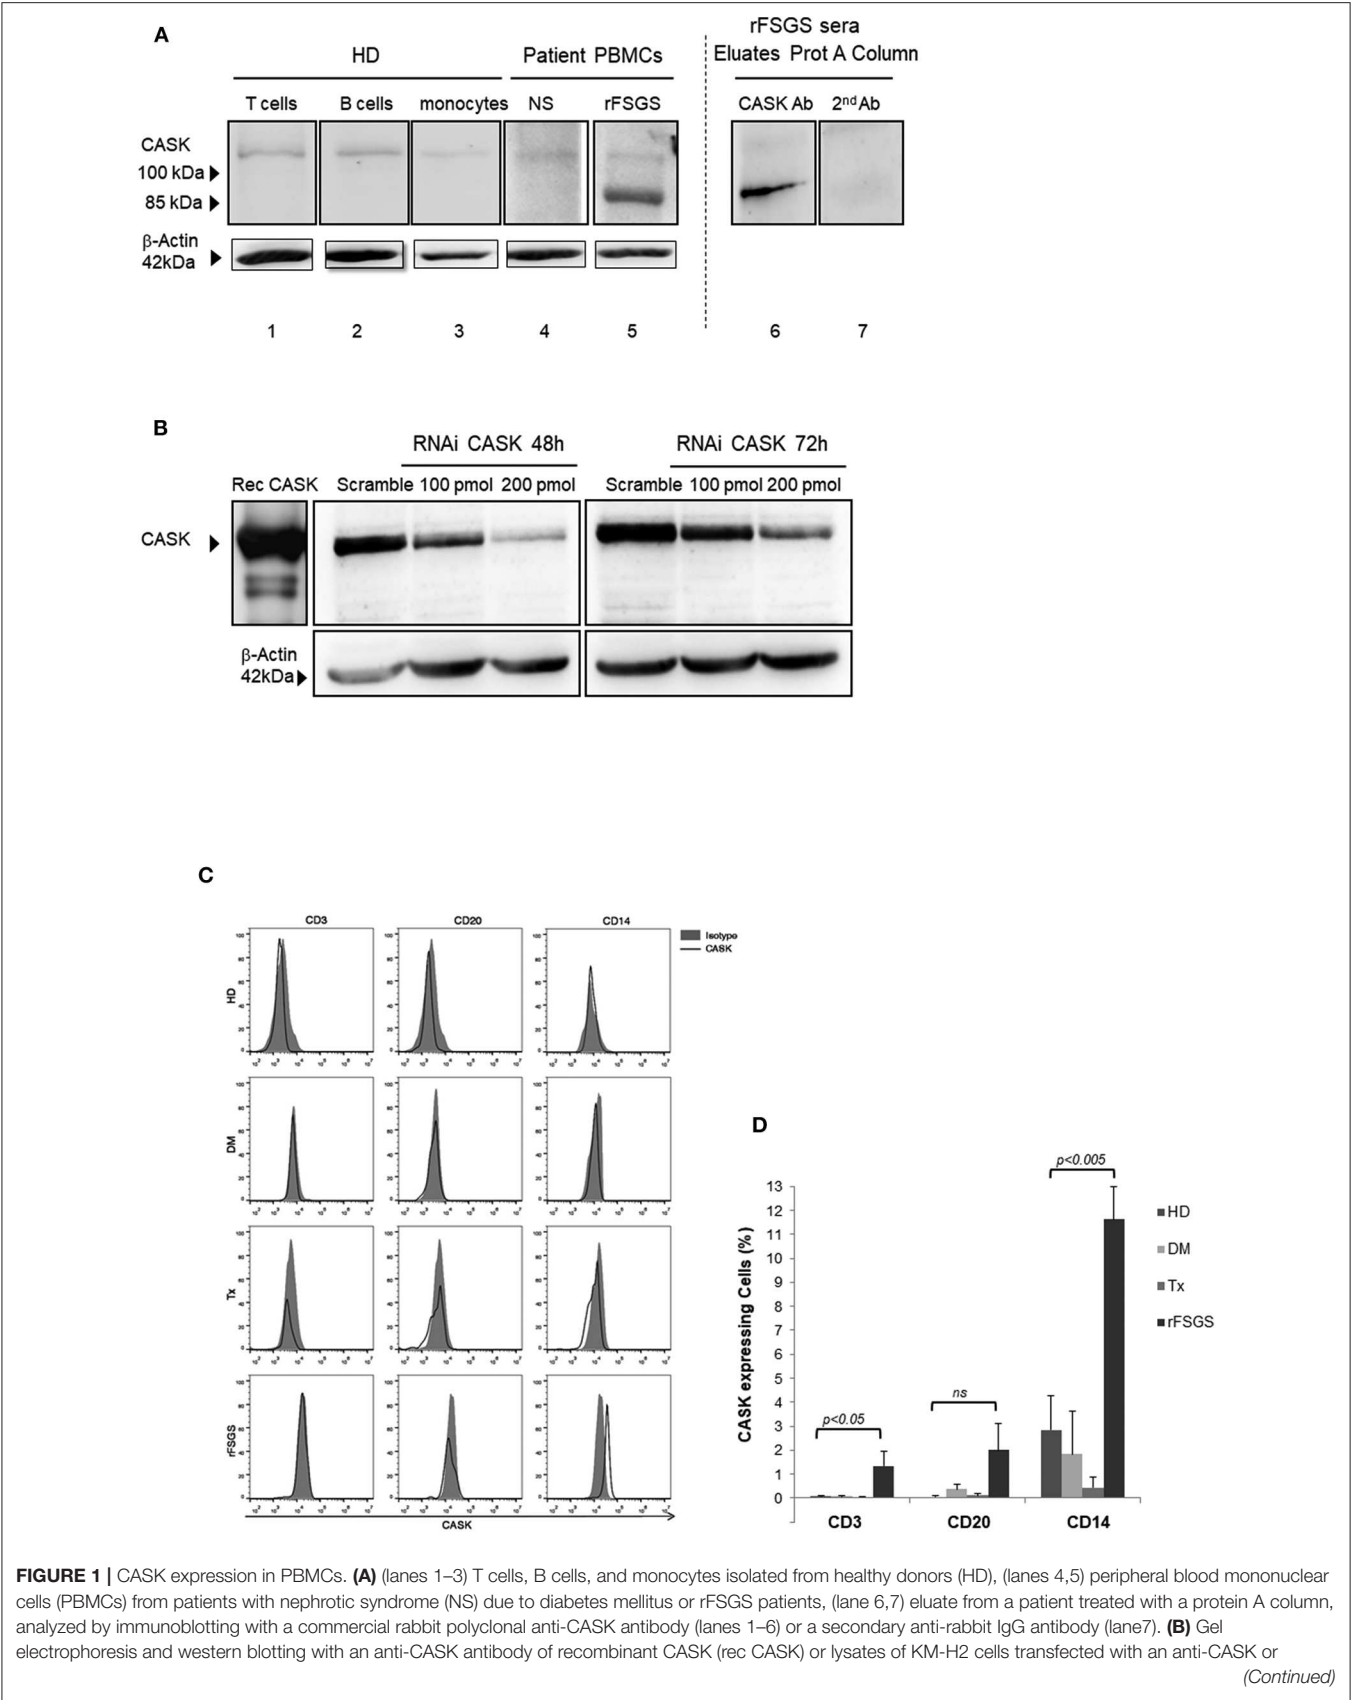 A
rFSGS sera
HD
Patient PBMCs
Eluates Prot A Column
T cells
B cells
monocytes
NS
rFSGS
CASK Ab
2nd Ab
CASK
100 kDa
85 kDa
β-Actin
42kDa
1
2
3
4
5
6
7
B
RNAi CASK 48h
RNAi CASK 72h
Rec CASK
Scramble 100 pmol 200 pmol
Scramble 100 pmol 200 pmol
CASK
β-Actin
42kDa
C
CD3
CD20
CD14
Isotype
CASK
HD
DM
Tx
rFSGS
CASK
D
p<0.005
p<0.05
ns
CASK expressing Cells (%)
13
12
11
10
9
8
7
6
5
4
3
2
1
0
CD3
CD20
CD14
HD
DM
Tx
rFSGS
FIGURE 1 | CASK expression in PBMCs. (A) (lanes 1–3) T cells, B cells, and monocytes isolated from healthy donors (HD), (lanes 4,5) peripheral blood mononuclear
cells (PBMCs) from patients with nephrotic syndrome (NS) due to diabetes mellitus or rFSGS patients, (lane 6,7) eluate from a patient treated with a protein A column,
analyzed by immunoblotting with a commercial rabbit polyclonal anti-CASK antibody (lanes 1–6) or a secondary anti-rabbit IgG antibody (lane7). (B) Gel
electrophoresis and western blotting with an anti-CASK antibody of recombinant CASK (rec CASK) or lysates of KM-H2 cells transfected with an anti-CASK or
(Continued)